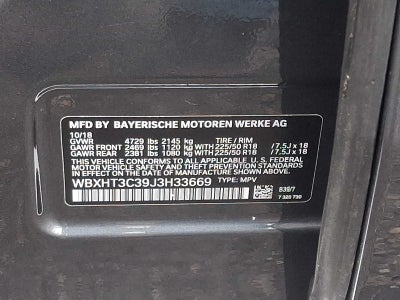 MFD BY BAYERISCHE MOTOREN WERKE AG
10/18
GVWR 4729 lbs 2145 kg TIRE / RIM
GAWR FRONT 2469 lbs 1120 kg WITH 225/50 R18 /7.5J x 18
GAWR REAR 2381 lbs 1080 kg WITH 225/50 R18 /7.5J x 18
THIS VEHICLE CONFORMS TO ALL APPLICABLE U. S. FEDERAL
MOTOR VEHICLE SAFETY AND THEFT PREVENTION STANDARDS
IN EFFECT ON THE DATE OF MANUFACTURE SHOWN ABOVE.
WBXHT3C39J3H33669 TYPE: MPV
B39/7
7 320 730